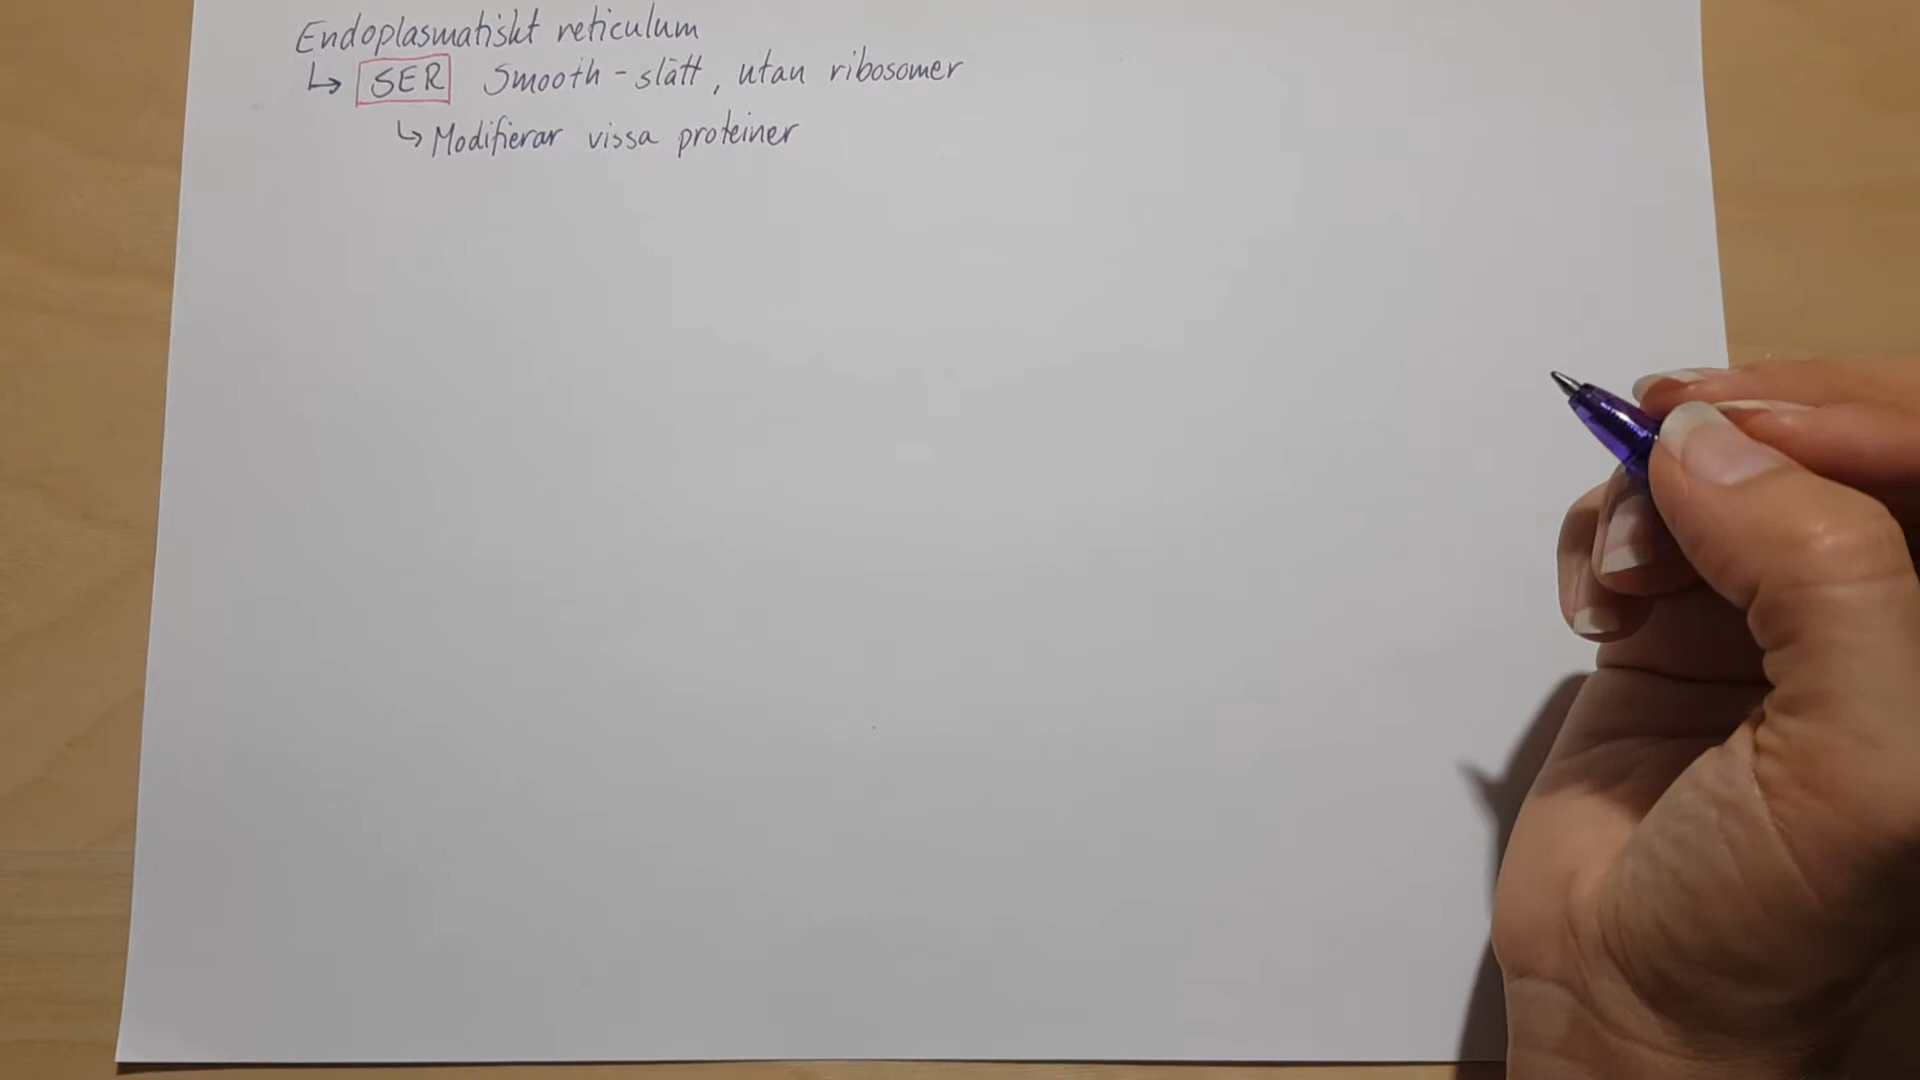 Endoplasmatiskt reticulum
↳ SER Smooth - slätt, utan ribosomer
↳ Modifierar vissa proteiner